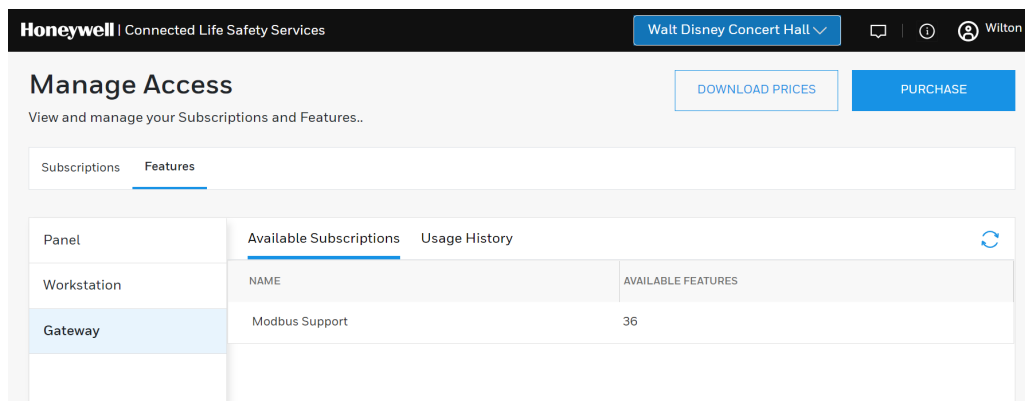 Honeywell | Connected Life Safety Services
Walt Disney Concert Hall
Wilton
Manage Access
View and manage your Subscriptions and Features..
DOWNLOAD PRICES
PURCHASE
Subscriptions Features
Panel
Workstation
Gateway
Available Subscriptions Usage History
NAME AVAILABLE FEATURES
Modbus Support 36